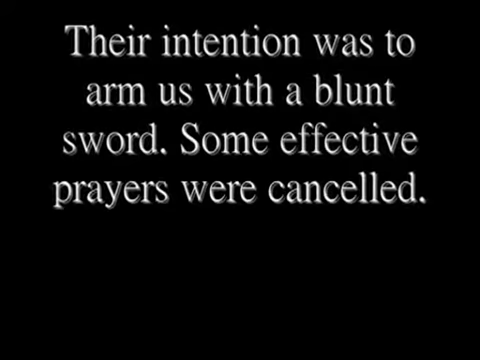 Their intention was to
arm us with a blunt
sword. Some effective
prayers were cancelled.